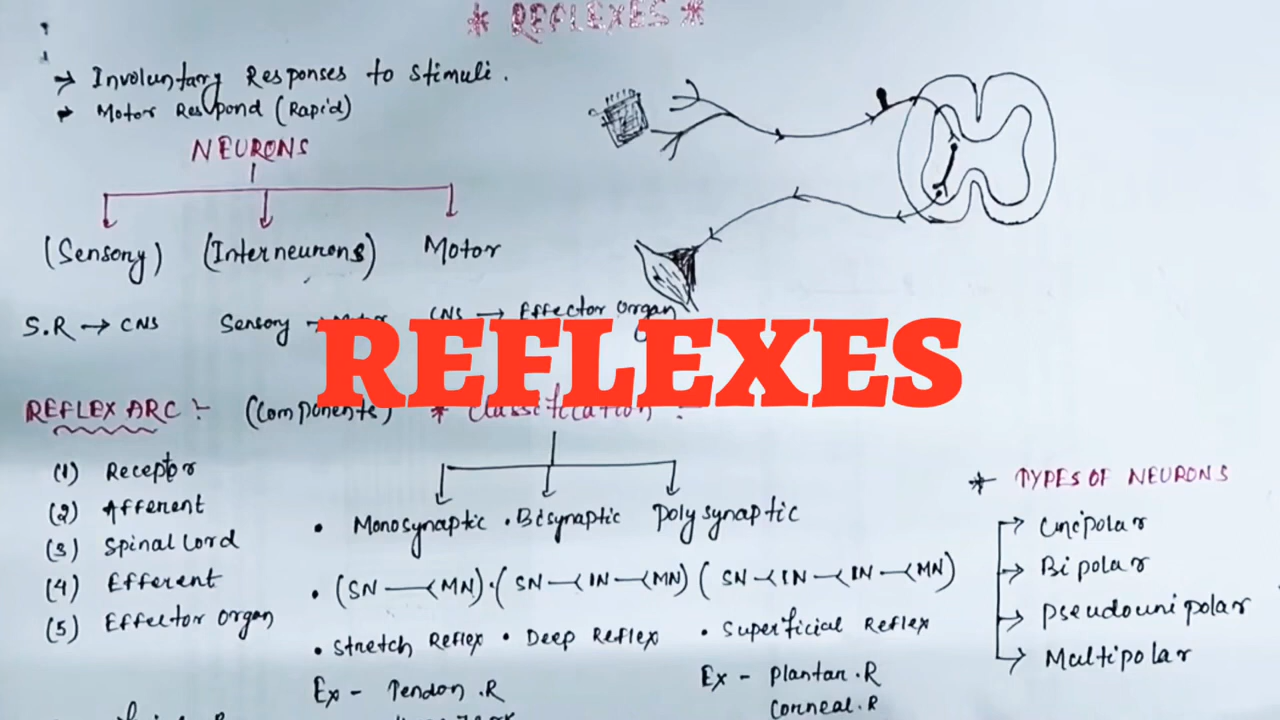 * REFLEXES *
→ Involuntary Responses to stimuli.
→ Motor Respond (Rapid)
NEURONS
(Sensory) (Interneurons) Motor
S.R → CNS Sensory → Motor CNS → Effector Organ
REFLEXES
REFLEX ARC :- (Components) * Classification :-
(1) Receptor
(2) Afferent
(3) Spinal Cord
(4) Efferent
(5) Effector Organ
• Monosynaptic • Bisynaptic Polysynaptic
• (SN —< MN) • (SN —< IN —< MN) (SN —< IN —< IN —< MN)
• Stretch Reflex • Deep Reflex • Superficial Reflex
Ex - Tendon .R
Ex - Plantar .R
Corneal .R
* TYPES OF NEURONS
→ Unipolar
→ Bipolar
→ Pseudounipolar
→ Multipolar